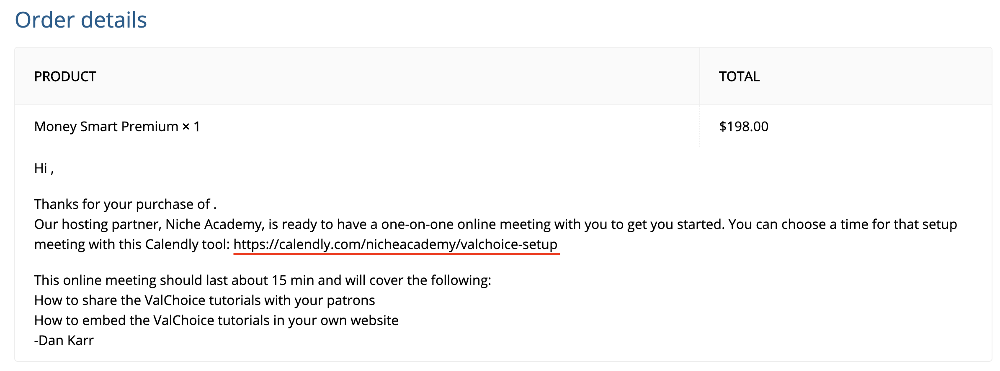 Order details
PRODUCT
TOTAL
Money Smart Premium × 1
$198.00
Hi ,
Thanks for your purchase of .
Our hosting partner, Niche Academy, is ready to have a one-on-one online meeting with you to get you started. You can choose a time for that setup
meeting with this Calendly tool: https://calendly.com/nicheacademy/valchoice-setup
This online meeting should last about 15 min and will cover the following:
How to share the ValChoice tutorials with your patrons
How to embed the ValChoice tutorials in your own website
-Dan Karr